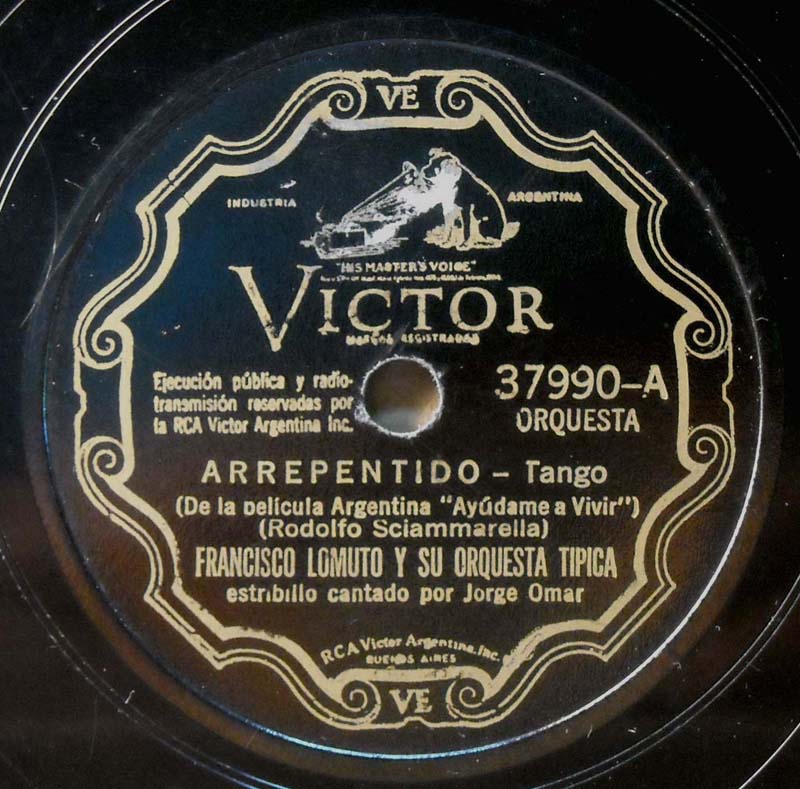 VE
INDUSTRIA
ARGENTINA
"HIS MASTER'S VOICE"
VICTOR
MARCAS REGISTRADAS
Ejecución pública y radio-
transmisión reservadas por
la RCA Victor Argentina Inc.
37990-A
ORQUESTA
ARREPENTIDO - Tango
(De la película Argentina "Ayúdame a Vivir")
(Rodolfo Sciammarella)
FRANCISCO LOMUTO Y SU ORQUESTA TIPICA
estribillo cantado por Jorge Omar
RCA Victor Argentina, Inc.
BUENOS AIRES
VE